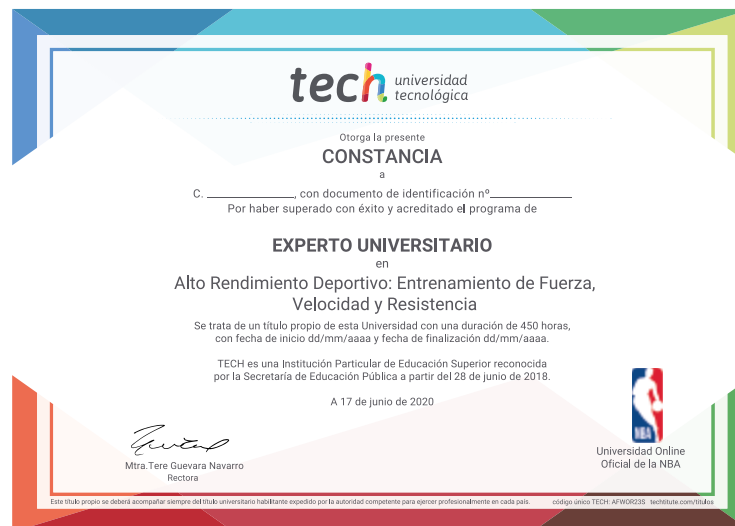 tech universidad
tecnológica
Otorga la presente
CONSTANCIA
a
C. ________________, con documento de identificación nº______________
Por haber superado con éxito y acreditado el programa de
EXPERTO UNIVERSITARIO
en
Alto Rendimiento Deportivo: Entrenamiento de Fuerza,
Velocidad y Resistencia
Se trata de un título propio de esta Universidad con una duración de 450 horas,
con fecha de inicio dd/mm/aaaa y fecha de finalización dd/mm/aaaa.
TECH es una Institución Particular de Educación Superior reconocida
por la Secretaría de Educación Pública a partir del 28 de junio de 2018.
A 17 de junio de 2020
Mtra.Tere Guevara Navarro
Rectora
NBA
Universidad Online
Oficial de la NBA
Este título propio se deberá acompañar siempre del título universitario habilitante expedido por la autoridad competente para ejercer profesionalmente en cada país.
código único TECH: AFWOR23S techtitute.com/titulos